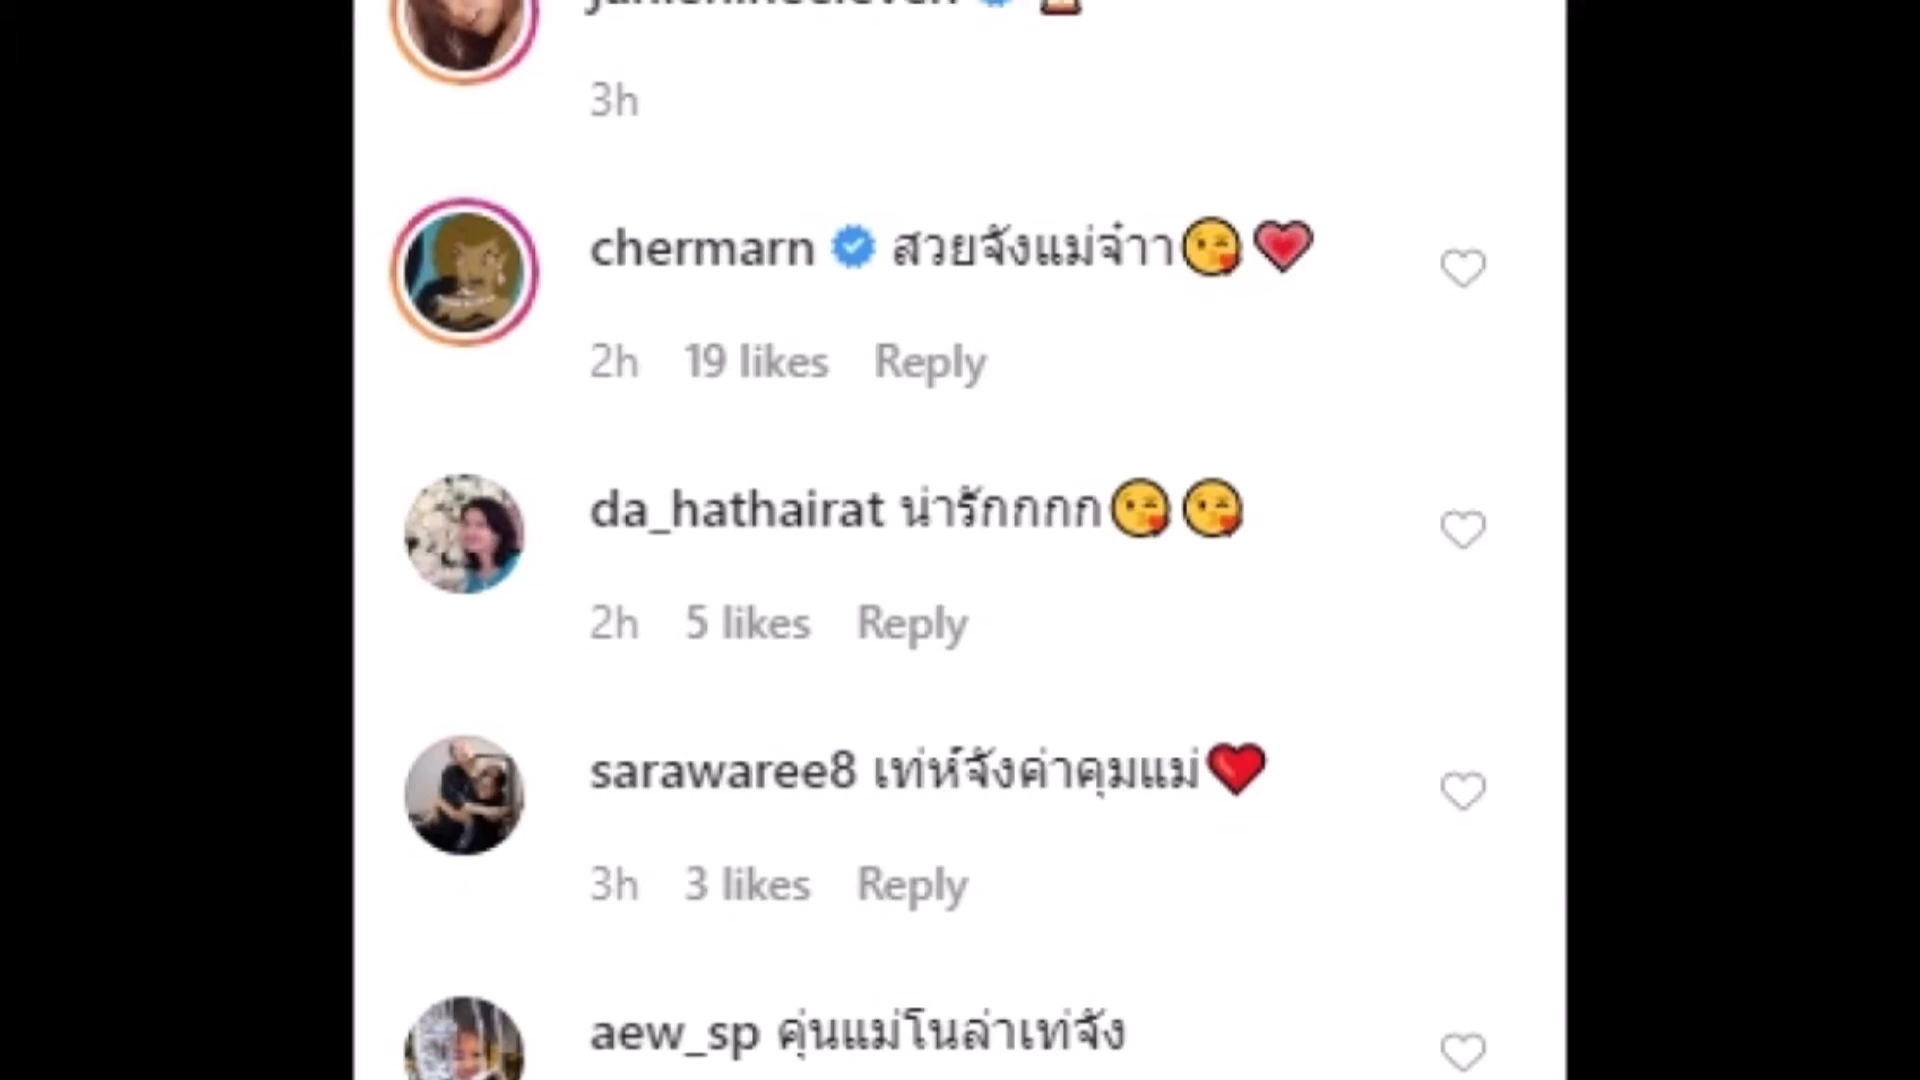 3h
chermarn สวยจังแม่จ๋าา😘💗
2h 19 likes Reply
da_hathairat น่ารักกกก😘😘
2h 5 likes Reply
sarawaree8 เท่ห์จังค่าคุมแม่❤️
3h 3 likes Reply
aew_sp คุ่นแม่โนล่าเท่จัง